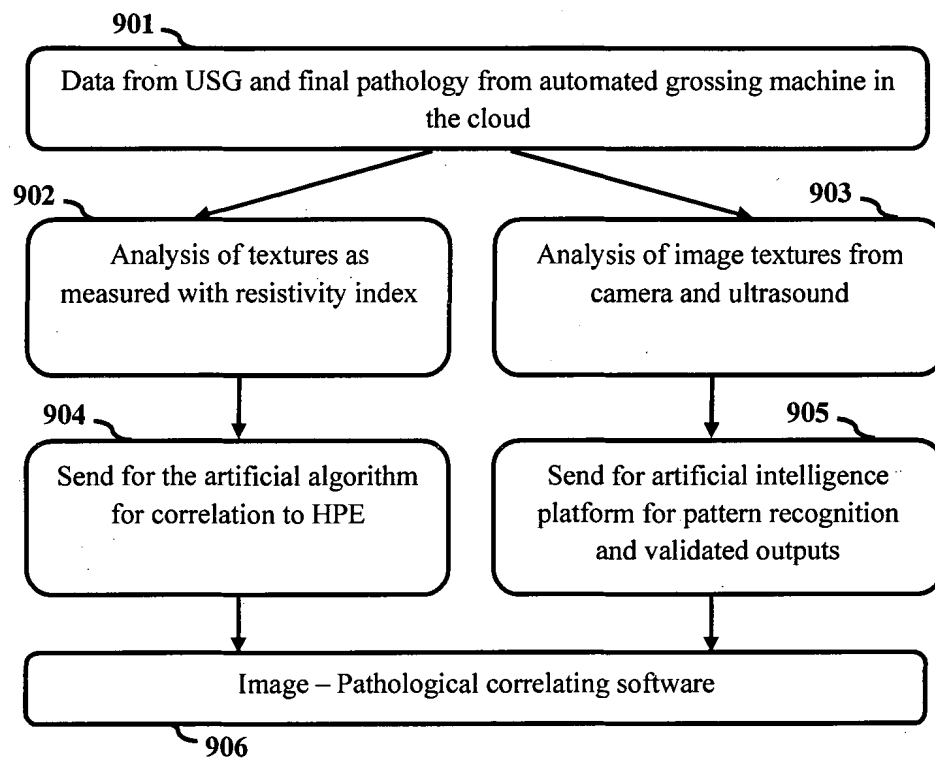 901
Data from USG and final pathology from automated grossing machine in
the cloud
902
Analysis of textures as
measured with resistivity index
903
Analysis of image textures from
camera and ultrasound
904
Send for the artificial algorithm
for correlation to HPE
905
Send for artificial intelligence
platform for pattern recognition
and validated outputs
Image – Pathological correlating software
906